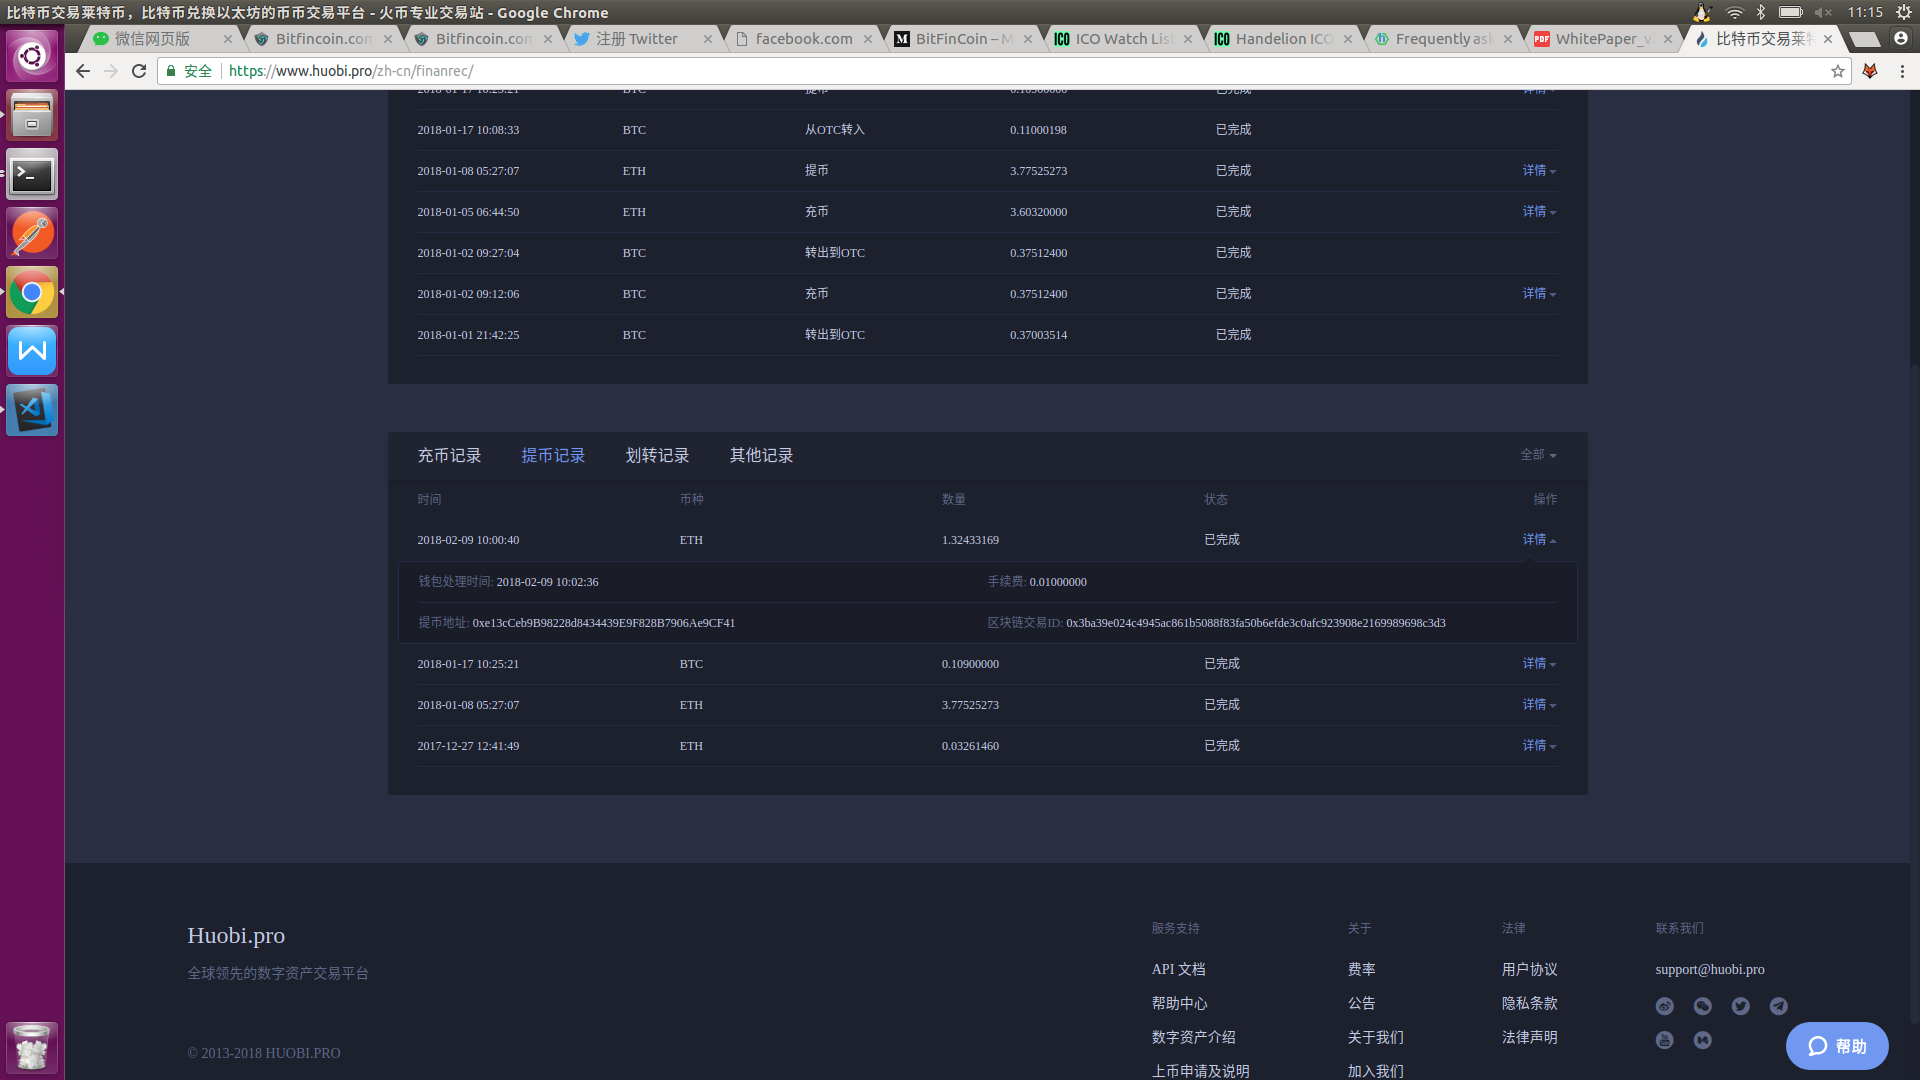 比特币交易莱特币，比特币兑换以太坊的币币交易平台 - 火币专业交易站 - Google Chrome
11:15
微信网页版
Bitfincoin.com
Bitfincoin.com
注册 Twitter
facebook.com
BitFinCoin – M
ICO Watch List
Handelion ICO
Frequently ask
WhitePaper_v
比特币交易莱特
安全
https://www.huobi.pro/zh-cn/finanrec/
2018-01-17 10:25:21 BTC 提币 0.10900000 已完成 详情
2018-01-17 10:08:33 BTC 从OTC转入 0.11000198 已完成
2018-01-08 05:27:07 ETH 提币 3.77525273 已完成 详情
2018-01-05 06:44:50 ETH 充币 3.60320000 已完成 详情
2018-01-02 09:27:04 BTC 转出到OTC 0.37512400 已完成
2018-01-02 09:12:06 BTC 充币 0.37512400 已完成 详情
2018-01-01 21:42:25 BTC 转出到OTC 0.37003514 已完成
充币记录 提币记录 划转记录 其他记录 全部
时间 币种 数量 状态 操作
2018-02-09 10:00:40 ETH 1.32433169 已完成 详情
钱包处理时间: 2018-02-09 10:02:36 手续费: 0.01000000
提币地址: 0xe13cCeb9B98228d8434439E9F828B7906Ae9CF41 区块链交易ID: 0x3ba39e024c4945ac861b5088f83fa50b6efde3c0afc923908e2169989698c3d3
2018-01-17 10:25:21 BTC 0.10900000 已完成 详情
2018-01-08 05:27:07 ETH 3.77525273 已完成 详情
2017-12-27 12:41:49 ETH 0.03261460 已完成 详情
Huobi.pro
全球领先的数字资产交易平台
© 2013-2018 HUOBI.PRO
服务支持
API 文档
帮助中心
数字资产介绍
上币申请及说明
关于
费率
公告
关于我们
加入我们
法律
用户协议
隐私条款
法律声明
联系我们
support@huobi.pro
帮助